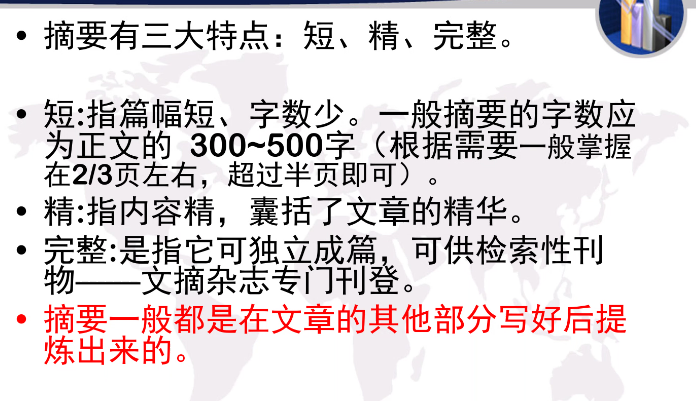 • 摘要有三大特点：短、精、完整。
• 短:指篇幅短、字数少。一般摘要的字数应
为正文的 300~500字（根据需要一般掌握
在2/3页左右，超过半页即可）。
• 精:指内容精，囊括了文章的精华。
• 完整:是指它可独立成篇，可供检索性刊
物——文摘杂志专门刊登。
• 摘要一般都是在文章的其他部分写好后提
炼出来的。